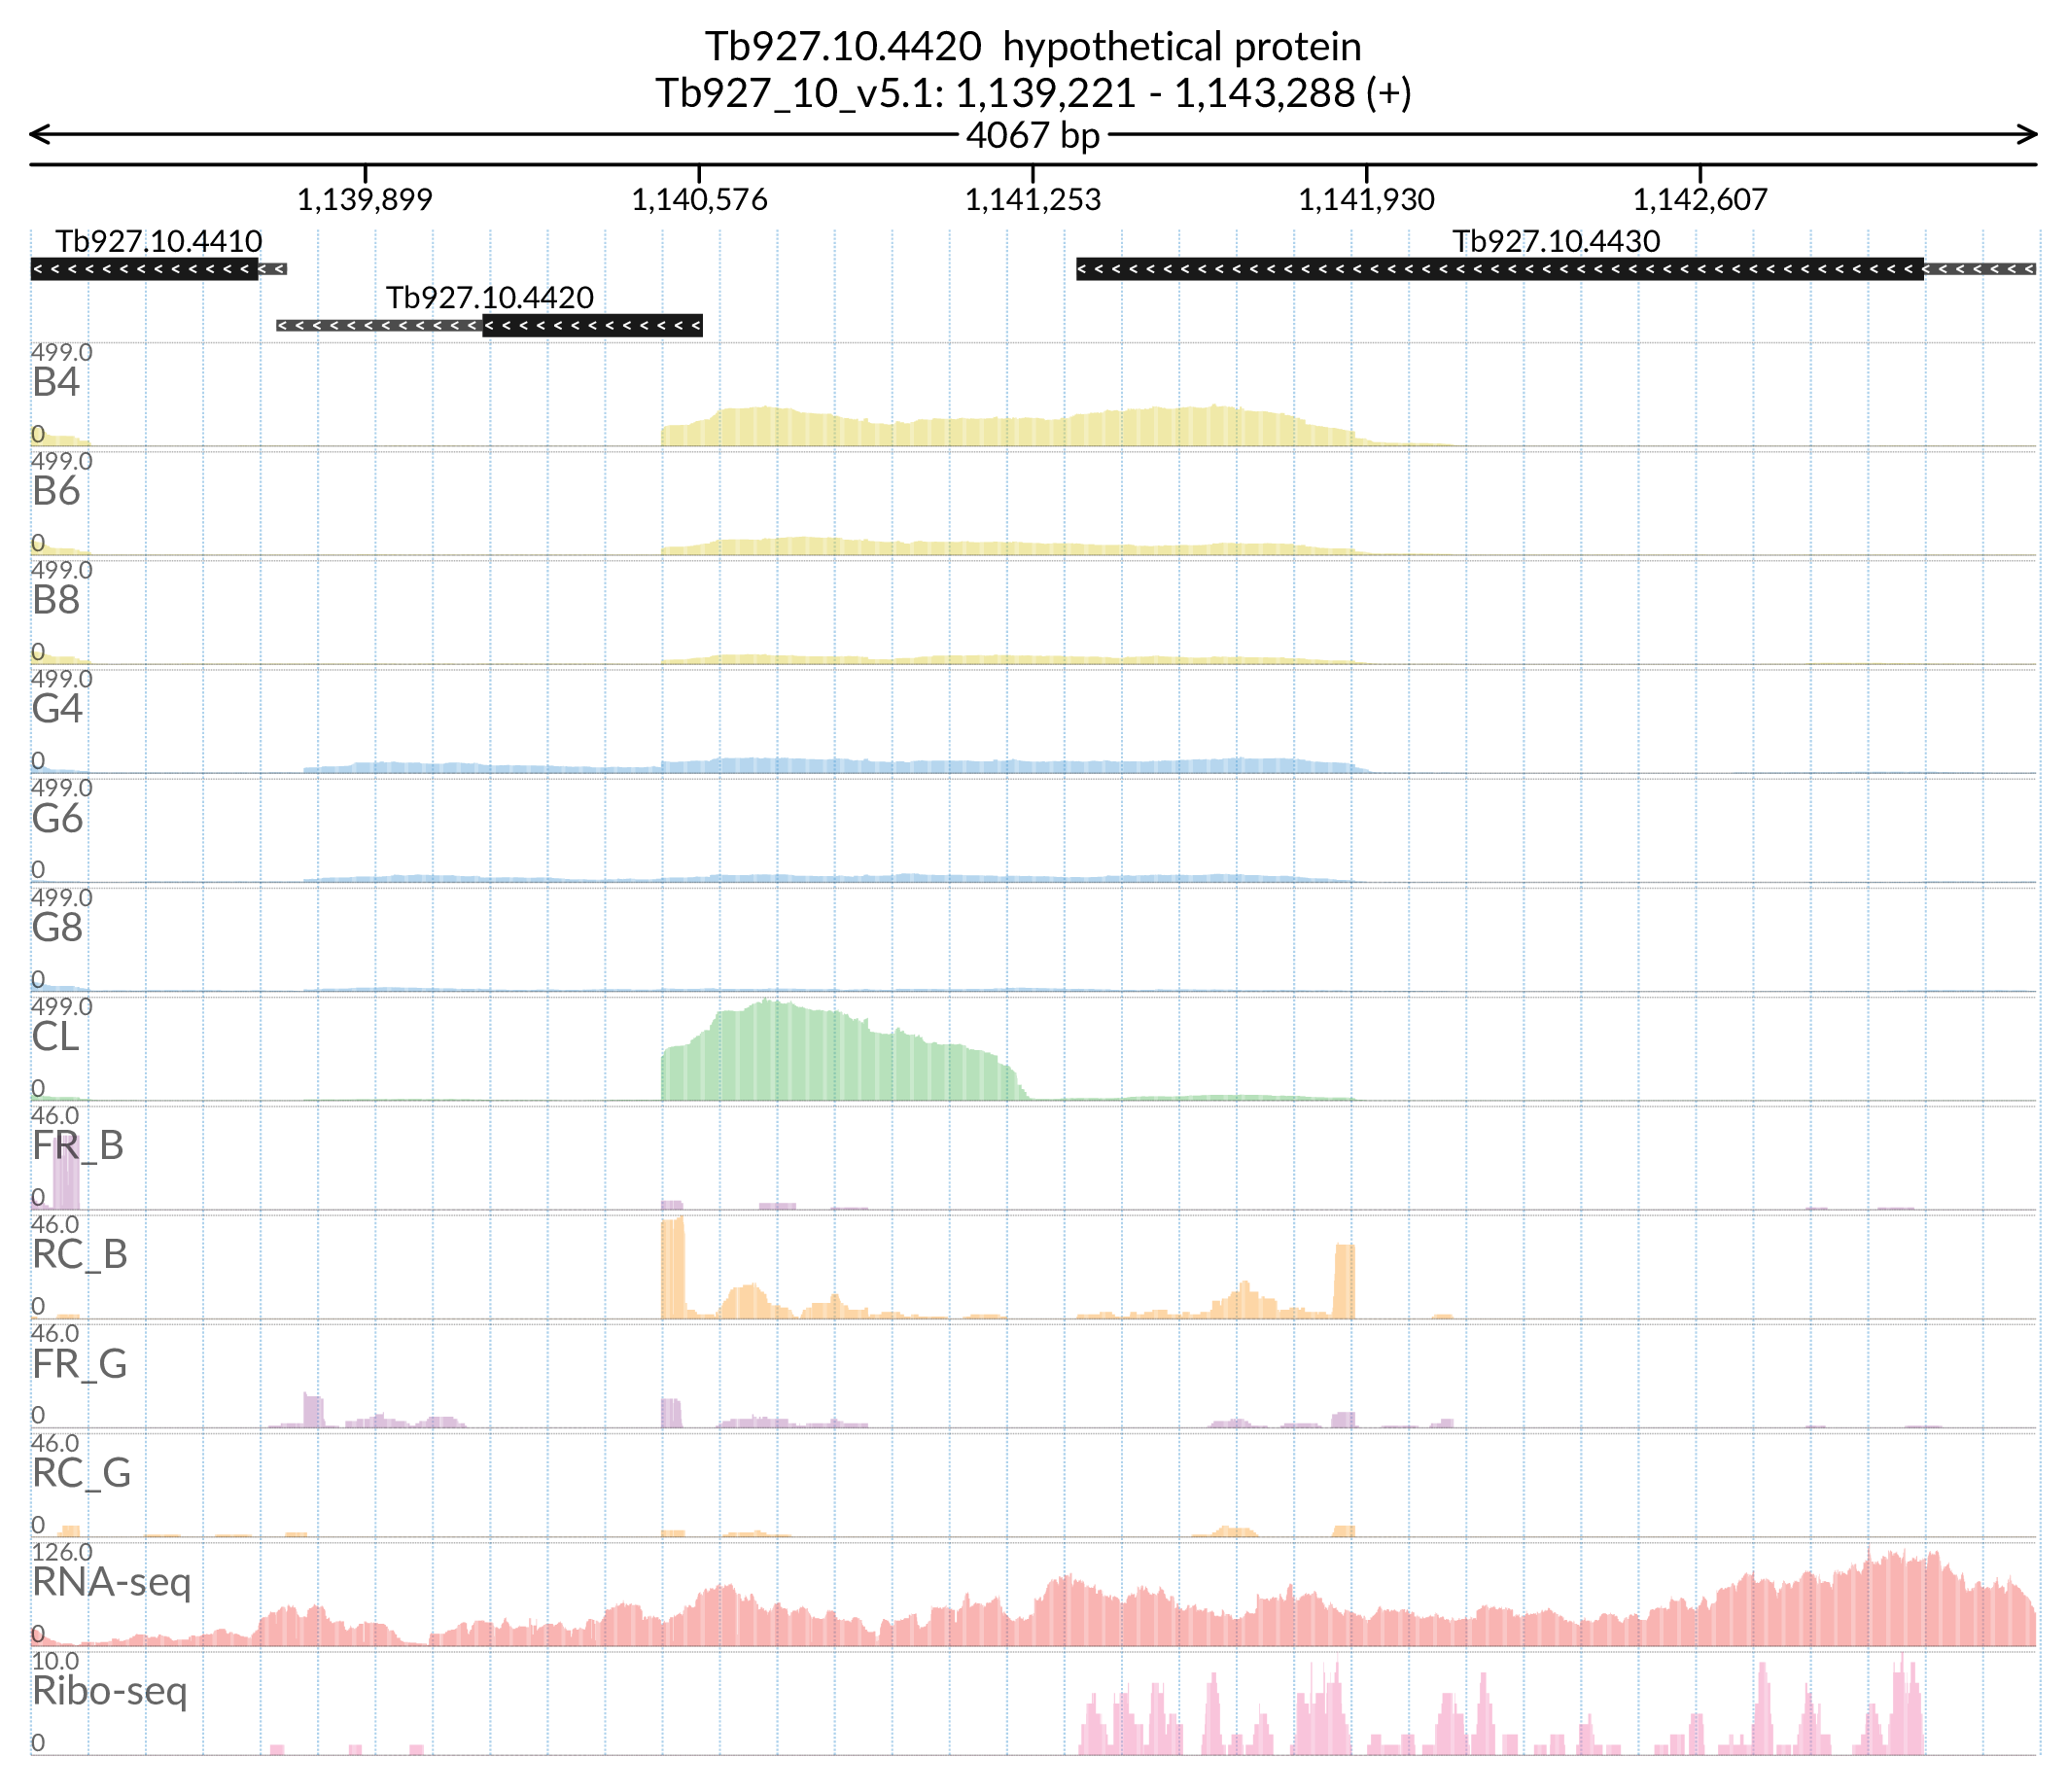 Tb927.10.4420  hypothetical protein
Tb927_10_v5.1: 1,139,221 - 1,143,288 (+)
4067 bp
1,139,899 1,140,576 1,141,253 1,141,930 1,142,607
Tb927.10.4410 Tb927.10.4430
Tb927.10.4420
499.0
B4
0
499.0
B6
0
499.0
B8
0
499.0
G4
0
499.0
G6
0
499.0
G8
0
499.0
CL
0
46.0
FR_B
0
46.0
RC_B
0
46.0
FR_G
0
46.0
RC_G
0
126.0
RNA-seq
0
10.0
Ribo-seq
0